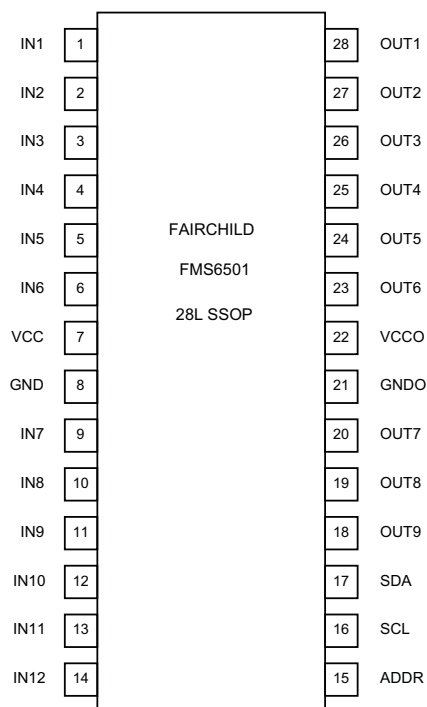 IN1 1 28 OUT1
IN2 2 27 OUT2
IN3 3 26 OUT3
IN4 4 25 OUT4
IN5 5 FAIRCHILD 24 OUT5
FMS6501
IN6 6 23 OUT6
28L SSOP
VCC 7 22 VCCO
GND 8 21 GNDO
IN7 9 20 OUT7
IN8 10 19 OUT8
IN9 11 18 OUT9
IN10 12 17 SDA
IN11 13 16 SCL
IN12 14 15 ADDR